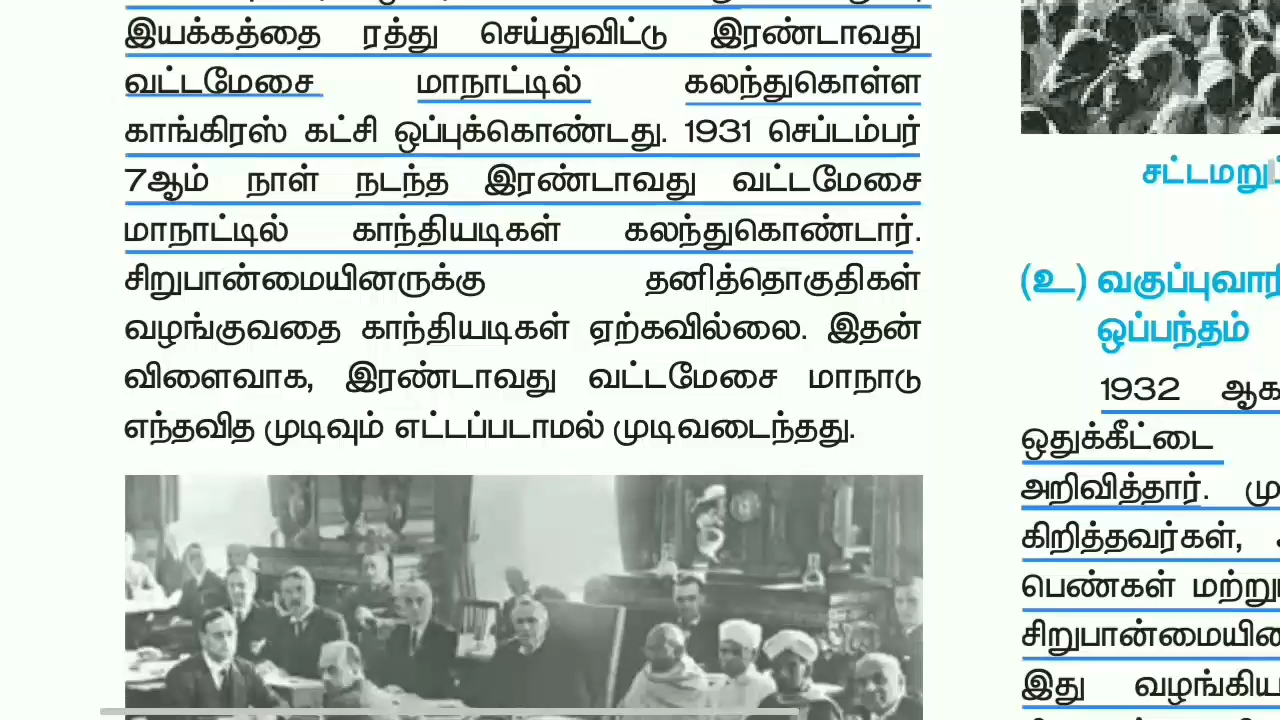 இயக்கத்தை ரத்து செய்துவிட்டு இரண்டாவது
வட்டமேசை மாநாட்டில் கலந்துகொள்ள
காங்கிரஸ் கட்சி ஒப்புக்கொண்டது. 1931 செப்டம்பர்
7ஆம் நாள் நடந்த இரண்டாவது வட்டமேசை
மாநாட்டில் காந்தியடிகள் கலந்துகொண்டார்.
சிறுபான்மையினருக்கு தனித்தொகுதிகள்
வழங்குவதை காந்தியடிகள் ஏற்கவில்லை. இதன்
விளைவாக, இரண்டாவது வட்டமேசை மாநாடு
எந்தவித முடிவும் எட்டப்படாமல் முடிவடைந்தது.
(உ)
ஒப்பந்தம்
1932
ஒதுக்கீட்டை
அறிவித்தார்.
கிறித்தவர்கள்,
பெண்கள்
இது